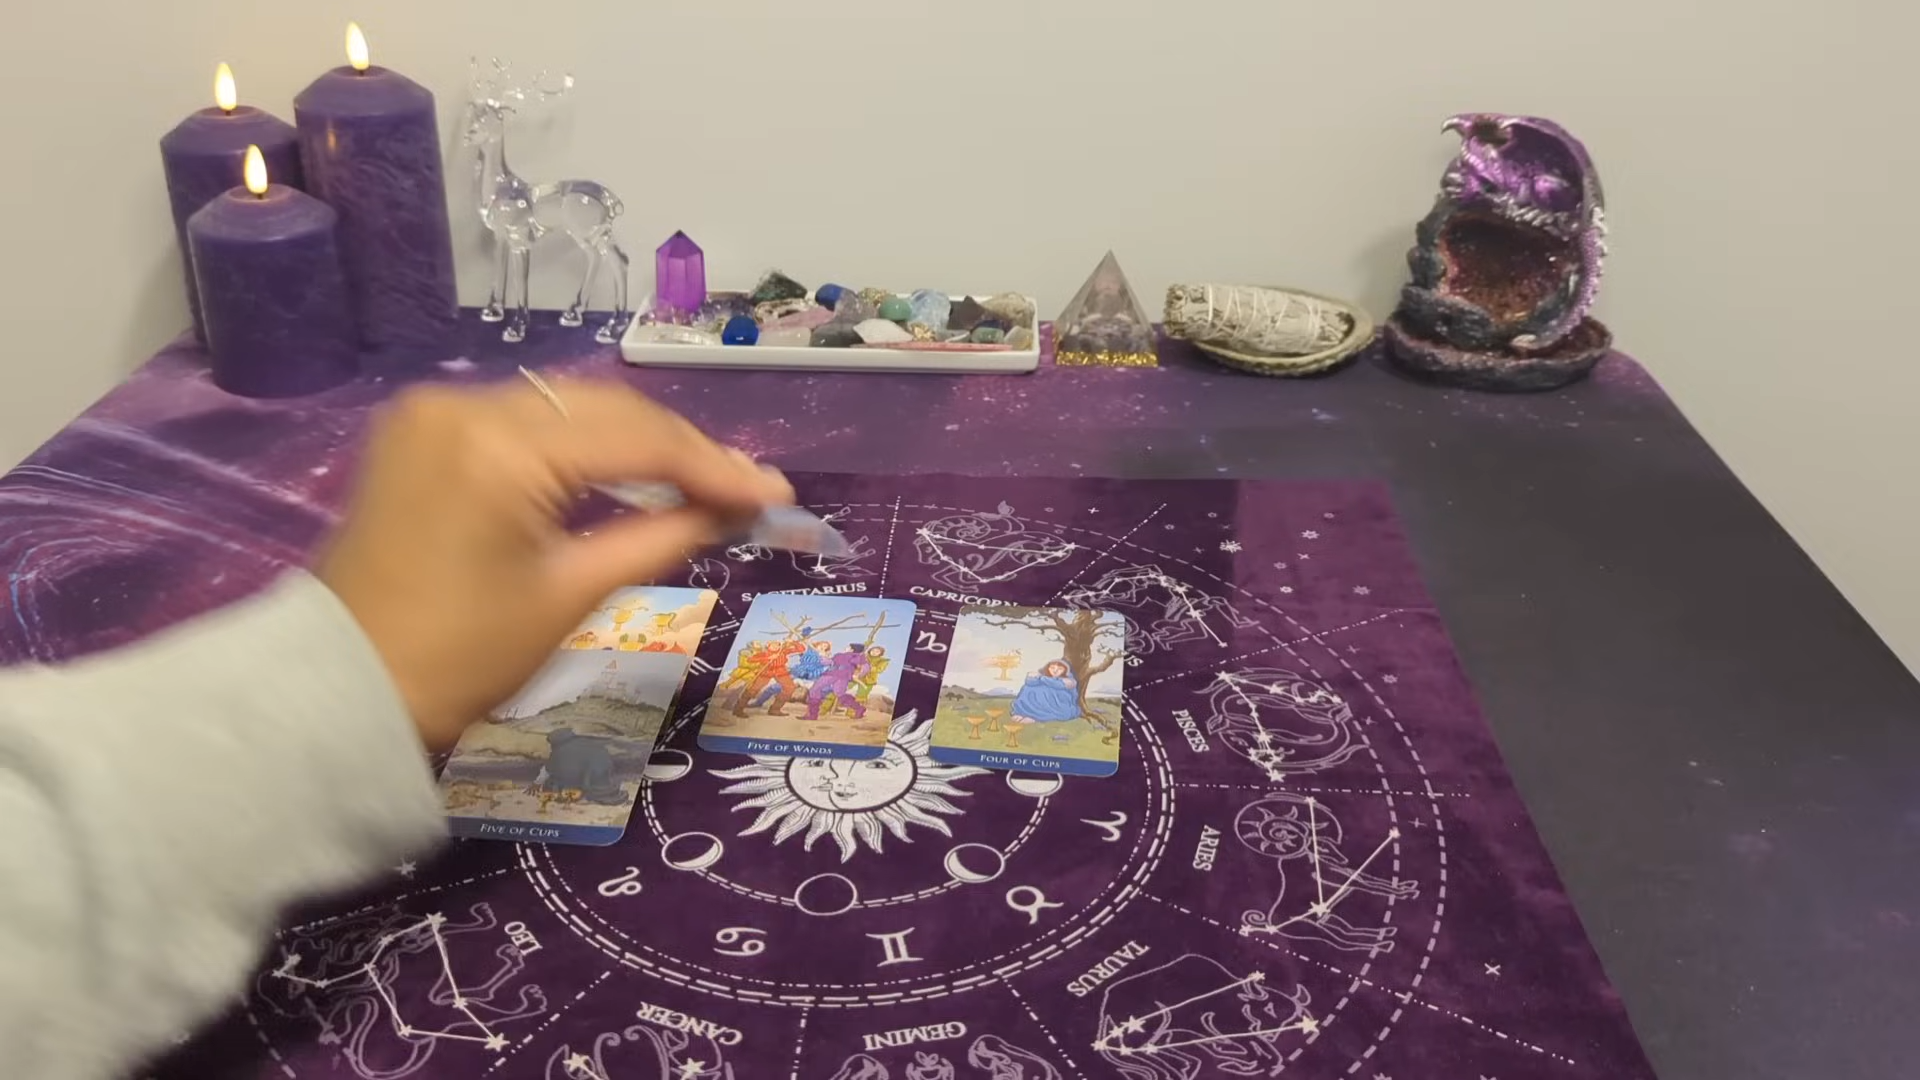 SAGITTARIUS
CAPRICORN
PISCES
FIVE OF WANDS
FOUR OF CUPS
FIVE OF CUPS
ARIES
LEO
TAURUS
CANCER
GEMINI